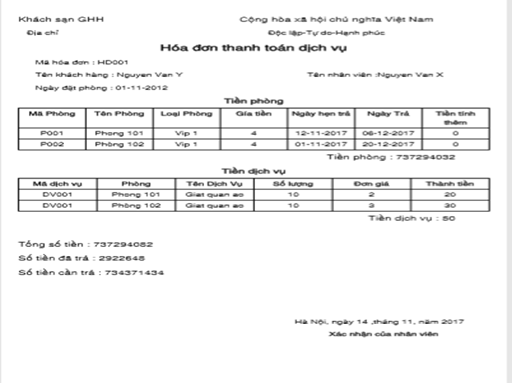 Khách sạn GHH Cộng hòa xã hội chủ nghĩa Việt Nam
Địa chỉ Độc lập-Tự do-Hạnh phúc
Hóa đơn thanh toán dịch vụ
Mã hóa đơn : HD001
Tên khách hàng : Nguyen Van Y Tên nhân viên :Nguyen Van X
Ngày đặt phòng : 01-11-2012
Tiền phòng
Mã Phòng Tên Phòng Loại Phòng Gía tiền Ngày hẹn trả Ngày Trả Tiền tính thêm
P001 Phong 101 Vip 1 4 12-11-2017 06-12-2017 0
P002 Phòng 102 Vip 1 4 01-11-2017 20-12-2017 0
Tiền phòng : 737294032
Tiền dịch vụ
Mã dịch vụ Phòng Tên Dịch Vụ Số lượng Đơn giá Thành tiền
DV001 Phong 101 Giat quan ao 10 2 20
DV001 Phòng 102 Giat quan ao 10 3 30
Tiền dịch vụ : 50
Tổng số tiền : 737294082
Số tiền đã trả : 2922648
Số tiền cần trả : 734371434
Hà Nội, ngày 14 ,tháng 11, năm 2017
Xác nhận của nhân viên